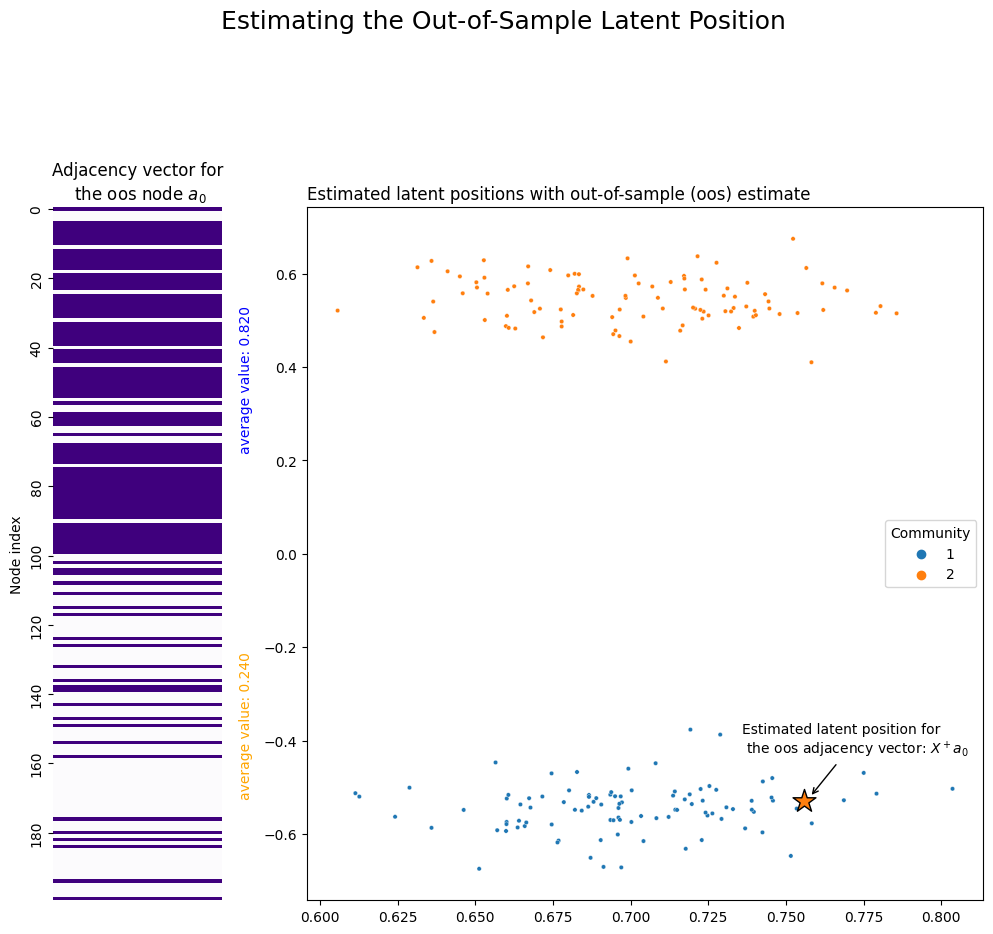 Estimating the Out-of-Sample Latent Position
Adjacency vector for
the oos node a₀
0
20
40
60
80
100
120
140
160
180
Node index
average value: 0.820
average value: 0.240
Estimated latent positions with out-of-sample (oos) estimate
0.6
0.4
0.2
0.0
−0.2
−0.4
−0.6
Community
1
2
Estimated latent position for
the oos adjacency vector: X⁺a₀
0.600
0.625
0.650
0.675
0.700
0.725
0.750
0.775
0.800